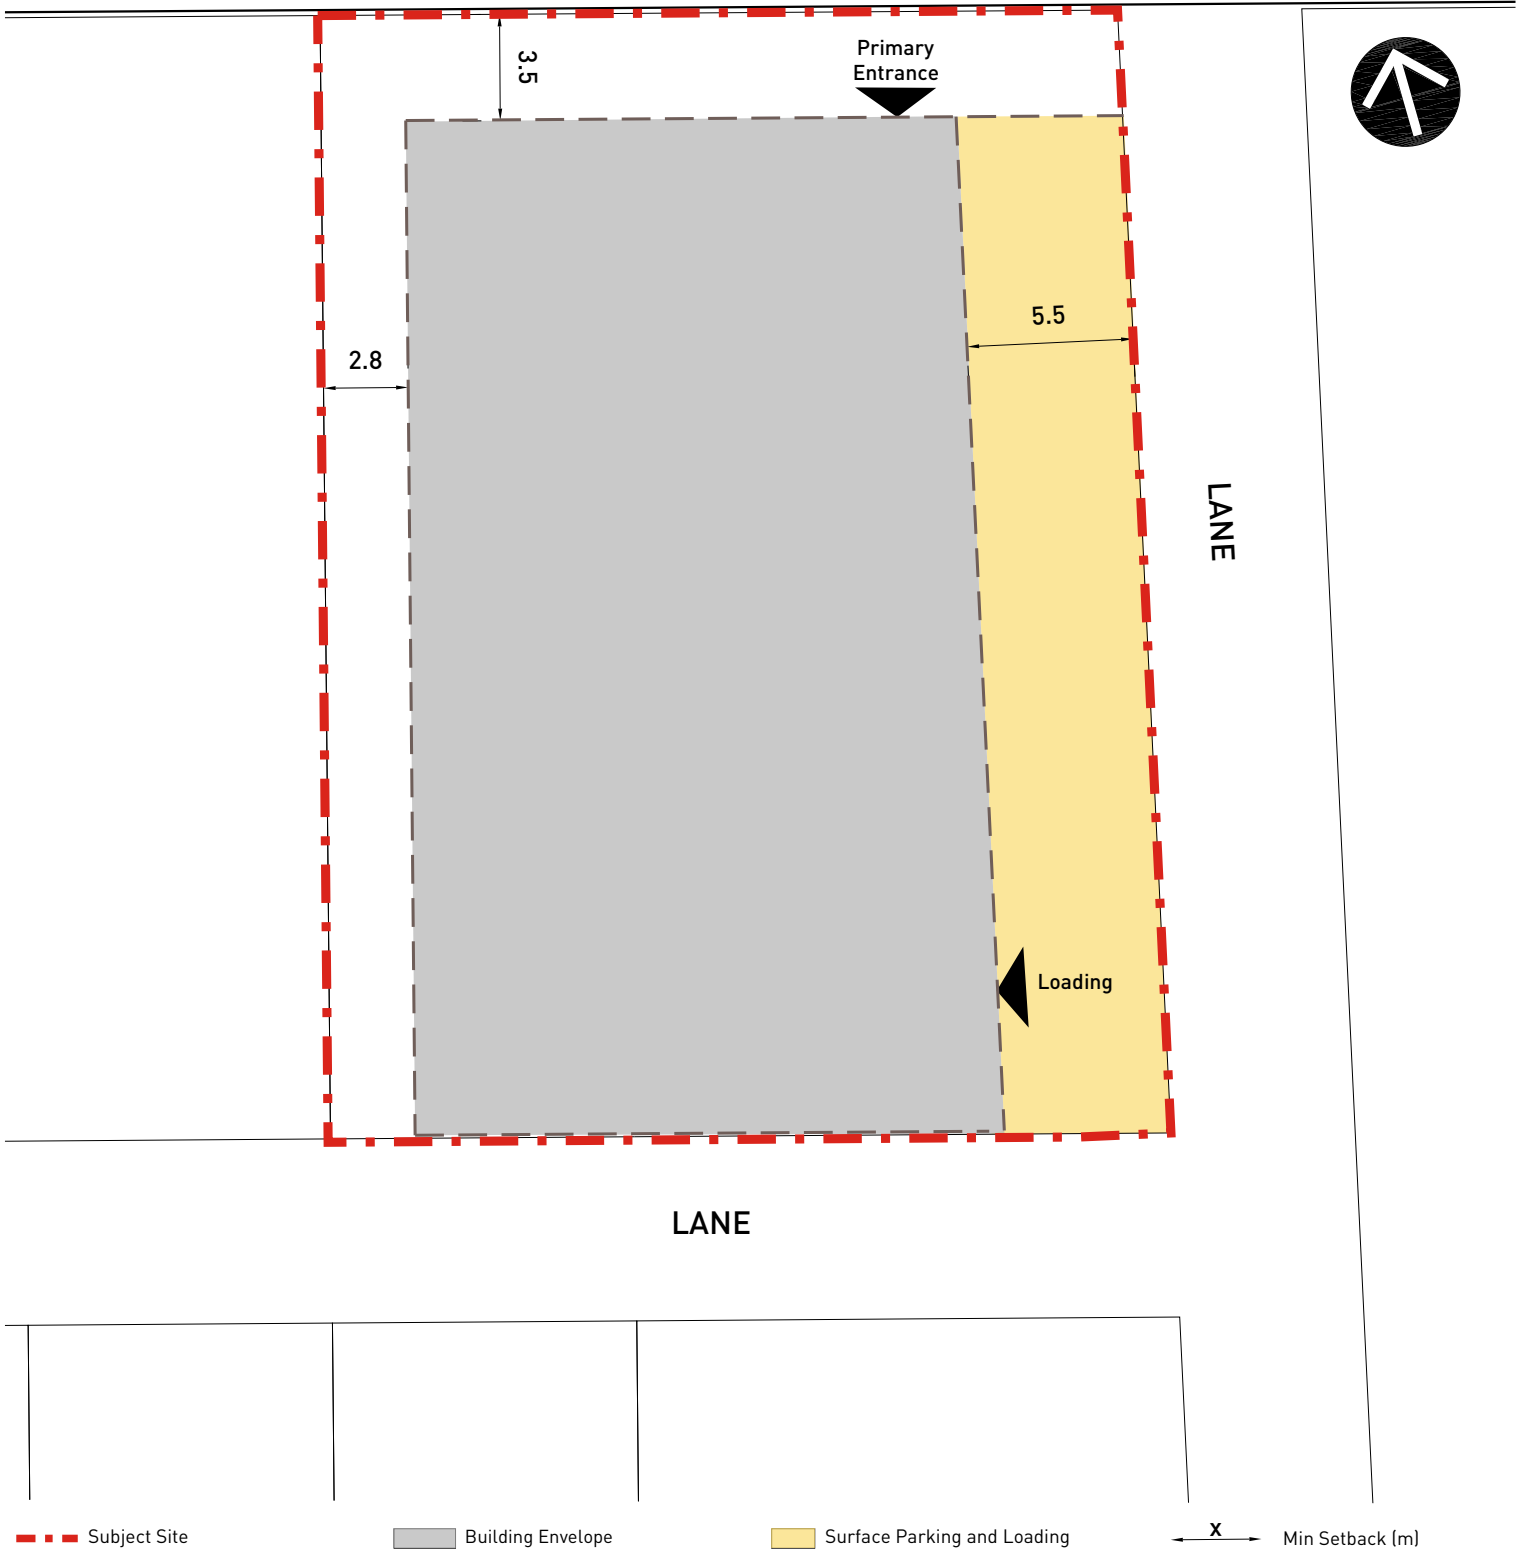 Primary
Entrance
3.5
5.5
2.8
LANE
Loading
LANE
Subject Site
Building Envelope
Surface Parking and Loading
X
Min Setback (m)